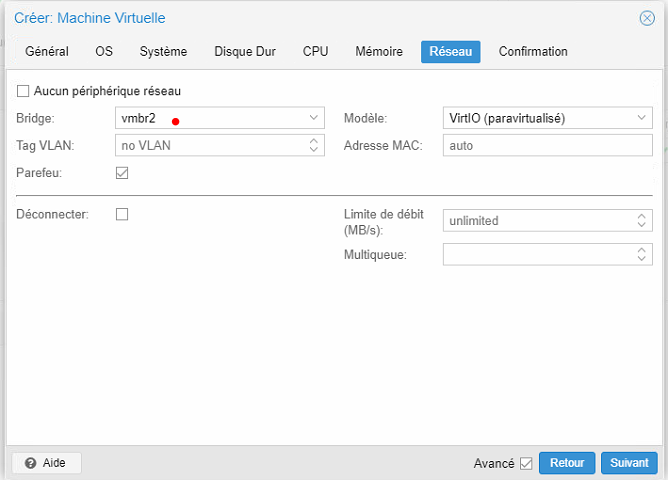 Créer: Machine Virtuelle
Général OS Système Disque Dur CPU Mémoire Réseau Confirmation
Aucun périphérique réseau
Bridge: vmbr2 Modèle: VirtIO (paravirtualisé)
Tag VLAN: no VLAN Adresse MAC: auto
Parefeu:
Déconnecter: Limite de débit
(MB/s): unlimited
Multiqueue:
Aide Avancé Retour Suivant